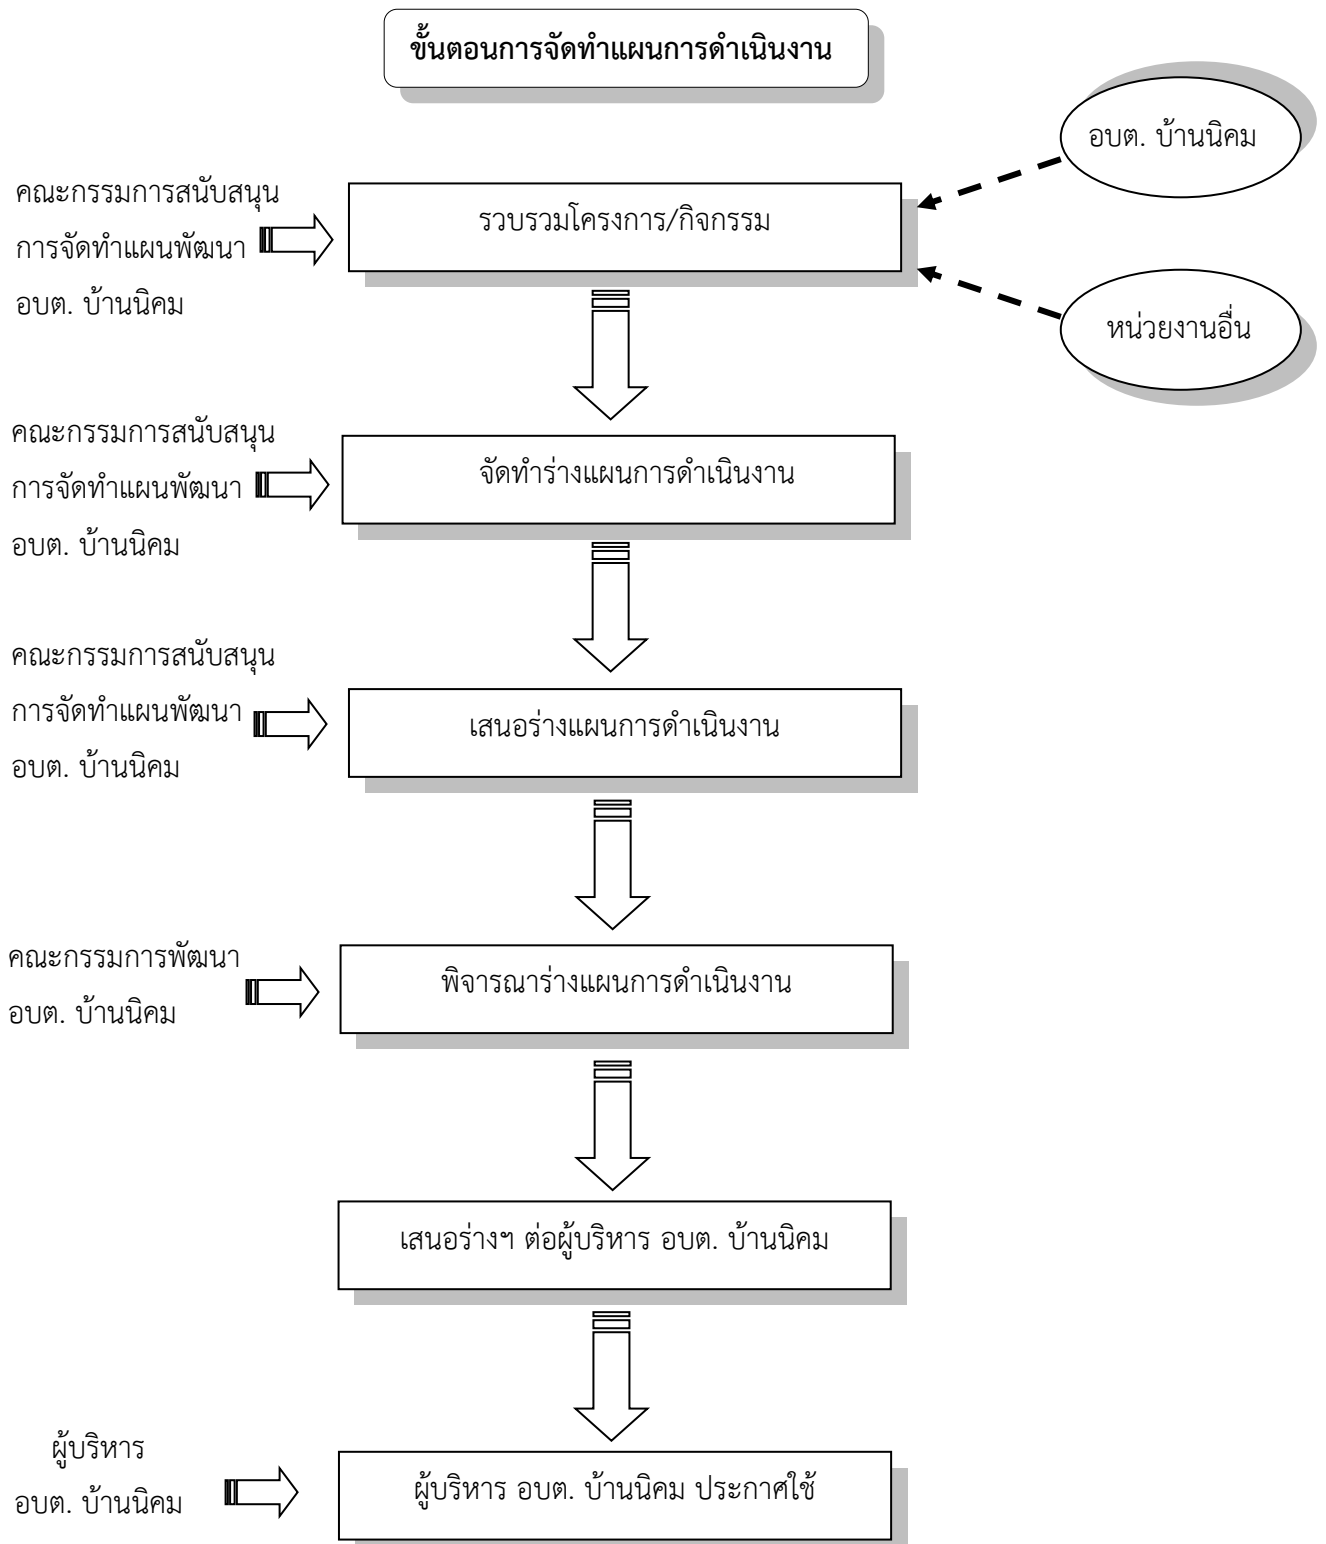 ขั้นตอนการจัดทำแผนการดำเนินงาน
อบต. บ้านนิคม
คณะกรรมการสนับสนุน
การจัดทำแผนพัฒนา
อบต. บ้านนิคม
รวบรวมโครงการ/กิจกรรม
หน่วยงานอื่น
คณะกรรมการสนับสนุน
การจัดทำแผนพัฒนา
อบต. บ้านนิคม
จัดทำร่างแผนการดำเนินงาน
คณะกรรมการสนับสนุน
การจัดทำแผนพัฒนา
อบต. บ้านนิคม
เสนอร่างแผนการดำเนินงาน
คณะกรรมการพัฒนา
อบต. บ้านนิคม
พิจารณาร่างแผนการดำเนินงาน
เสนอร่างฯ ต่อผู้บริหาร อบต. บ้านนิคม
ผู้บริหาร
อบต. บ้านนิคม
ผู้บริหาร อบต. บ้านนิคม ประกาศใช้